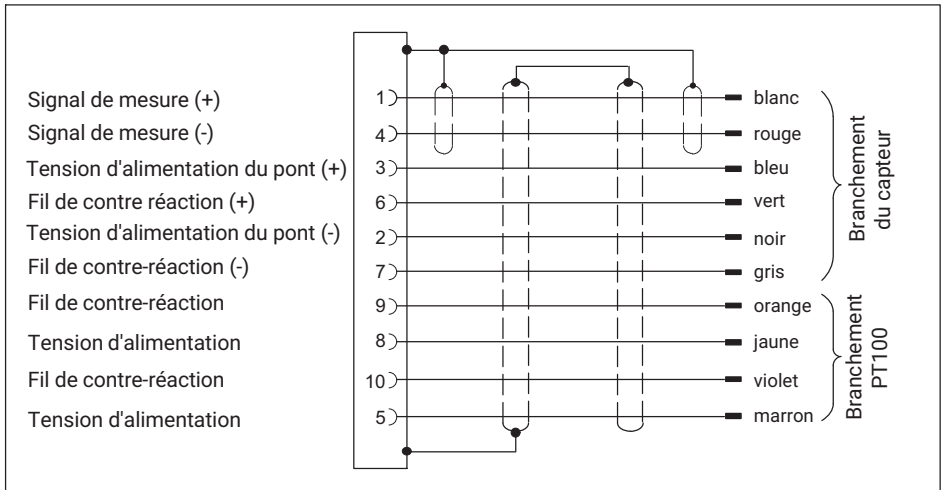 Signal de mesure (+) 1 blanc
Signal de mesure (-) 4 rouge
Tension d'alimentation du pont (+) 3 bleu
Fil de contre réaction (+) 6 vert
Tension d'alimentation du pont (-) 2 noir
Fil de contre-réaction (-) 7 gris
Branchement
du capteur
Fil de contre-réaction 9 orange
Tension d'alimentation 8 jaune
Fil de contre-réaction 10 violet
Tension d'alimentation 5 marron
Branchement
PT100